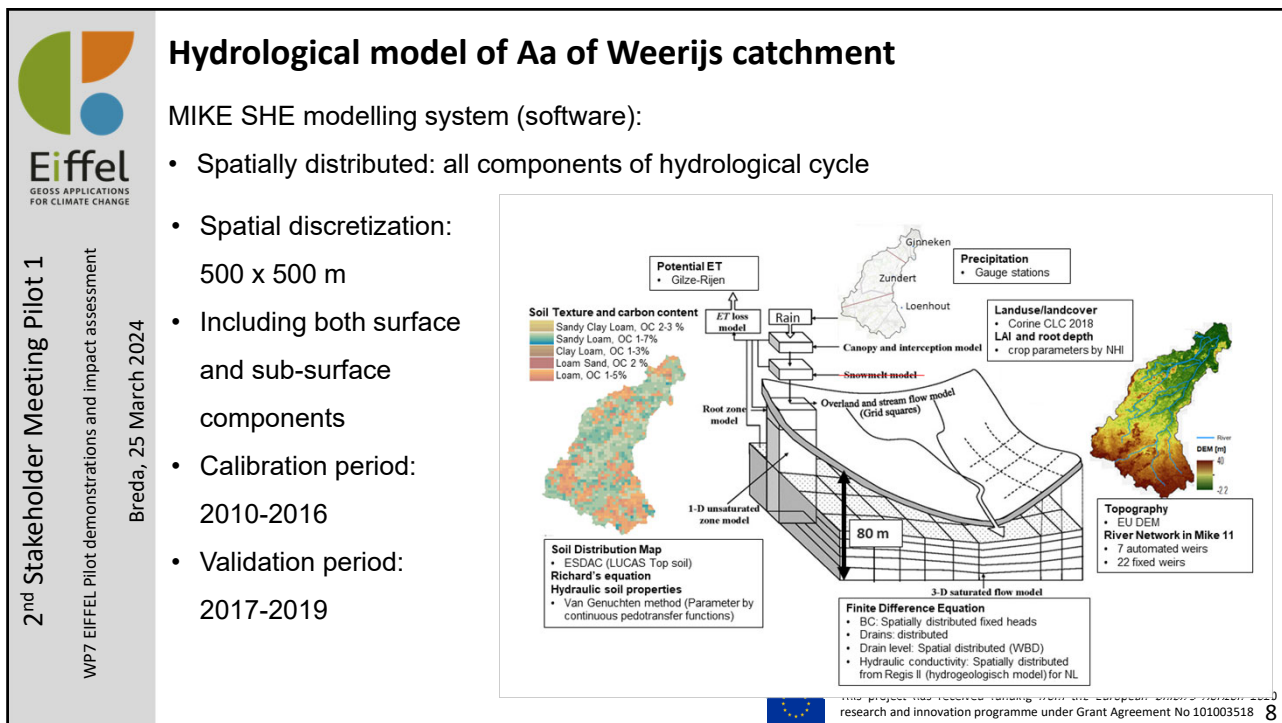 Hydrological model of Aa of Weerijs catchment
MIKE SHE modelling system (software):
• Spatially distributed: all components of hydrological cycle
• Spatial discretization:
500 x 500 m
• Including both surface
and sub-surface
components
• Calibration period:
2010-2016
• Validation period:
2017-2019
Eiffel
GEOSS APPLICATIONS
FOR CLIMATE CHANGE
2nd Stakeholder Meeting Pilot 1
WP7 EIFFEL Pilot demonstrations and impact assessment
Breda, 25 March 2024
Ginneken
Zundert
Loenhout
Potential ET
• Gilze-Rijen
Precipitation
• Gauge stations
Soil Texture and carbon content
Sandy Clay Loam, OC 2-3 %
Sandy Loam, OC 1-7%
Clay Loam, OC 1-3%
Loam Sand, OC 2 %
Loam, OC 1-5%
ET loss
model
Rain
Canopy and interception model
Snowmelt model
Overland and stream flow model
(Grid squares)
Root zone
model
1-D unsaturated
zone model
80 m
3-D saturated flow model
Landuse/landcover
• Corine CLC 2018
LAI and root depth
• crop parameters by NHI
River
DEM [m]
40
-2.2
Topography
• EU DEM
River Network in Mike 11
• 7 automated weirs
• 22 fixed weirs
Soil Distribution Map
• ESDAC (LUCAS Top soil)
Richard's equation
Hydraulic soil properties
• Van Genuchten method (Parameter by
continuous pedotransfer functions)
Finite Difference Equation
• BC: Spatially distributed fixed heads
• Drains: distributed
• Drain level: Spatial distributed (WBD)
• Hydraulic conductivity: Spatially distributed
from Regis II (hydrogeologisch model) for NL
This project has received funding from the European
research and innovation programme under Grant Agreement No 101003518
8